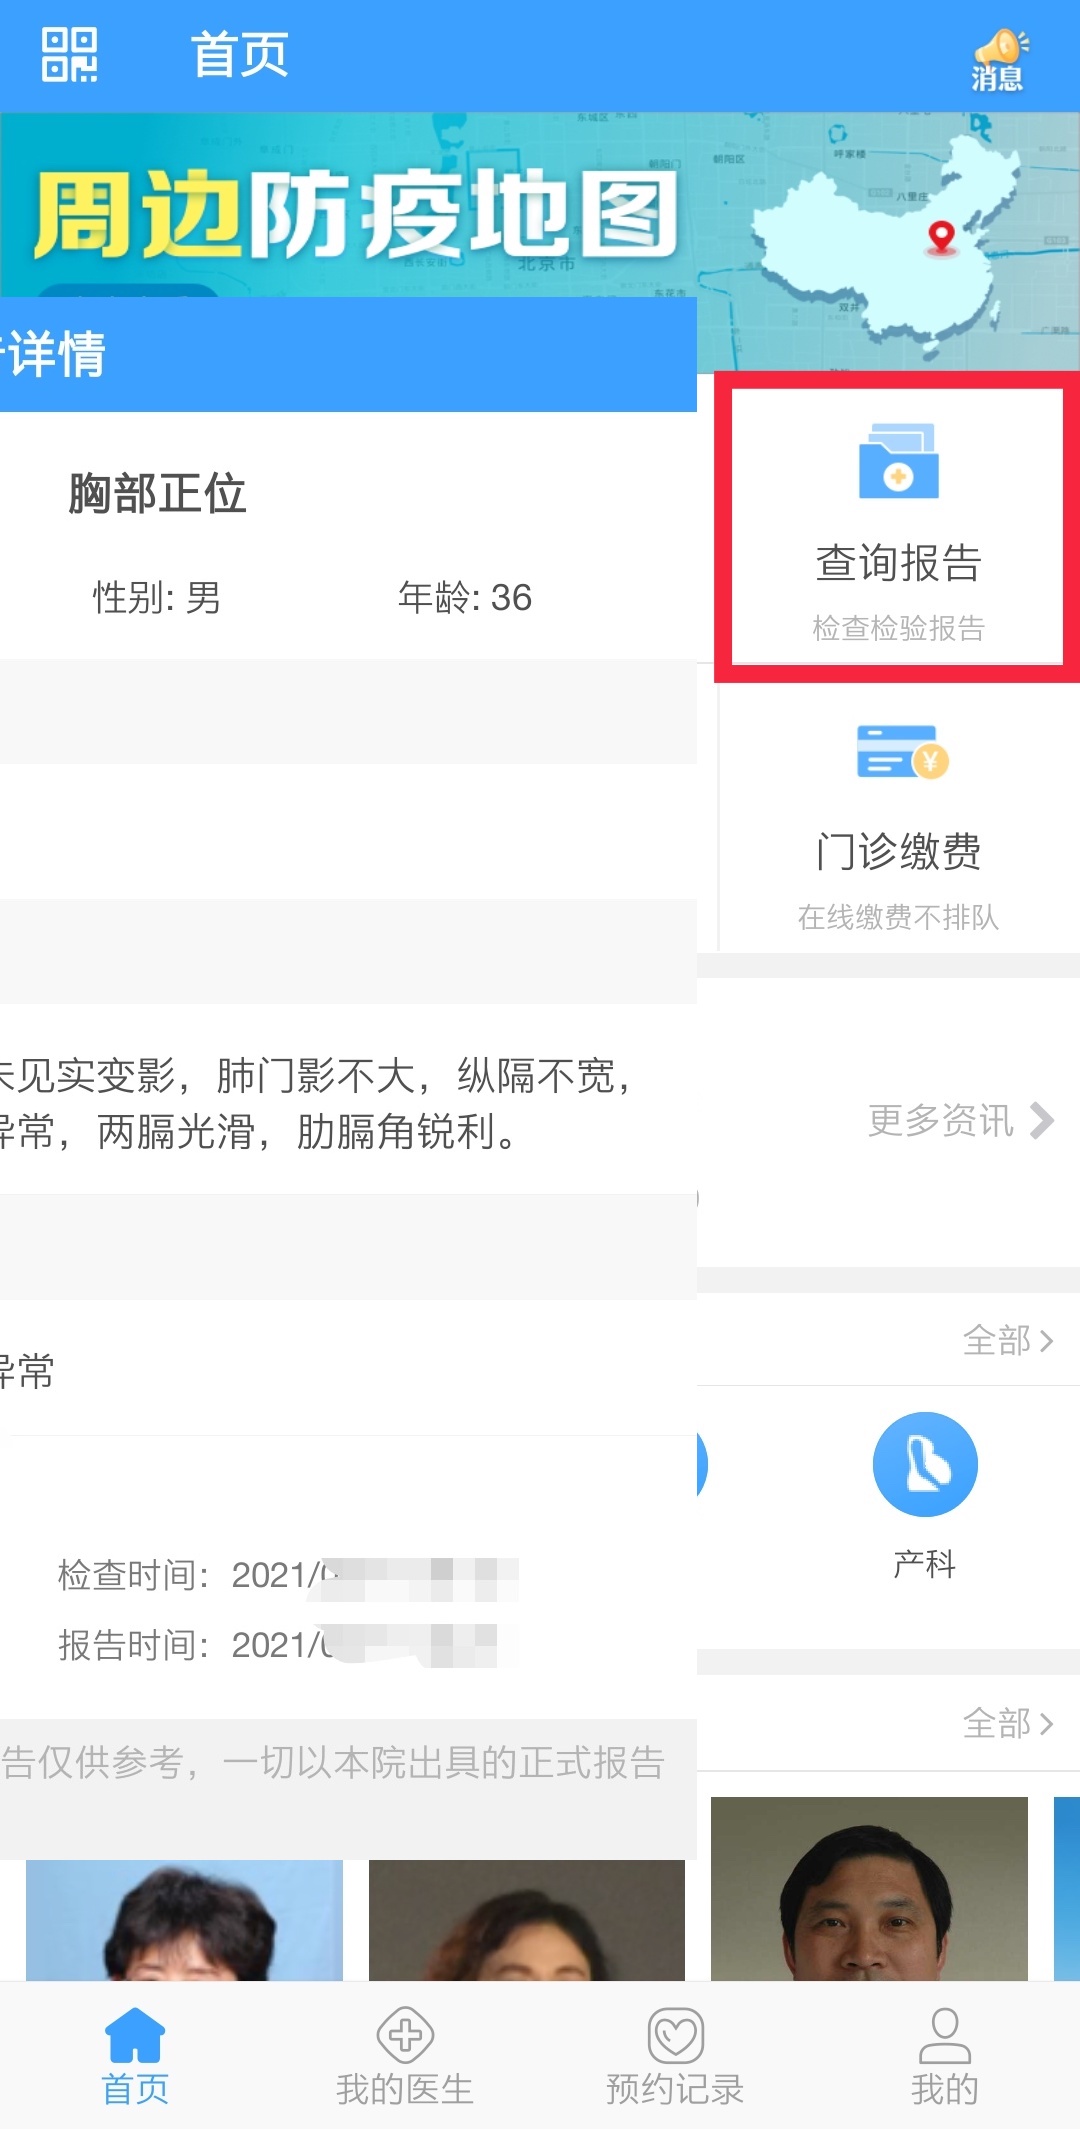 首页
消息
周边防疫地图
详情
胸部正位
性别: 男
年龄: 36
查询报告
检查检验报告
门诊缴费
在线缴费不排队
未见实变影，肺门影不大，纵隔不宽，
异常，两膈光滑，肋膈角锐利。
更多资讯
异常
全部
产科
检查时间： 2021/0
报告时间： 2021/0
全部
告仅供参考，一切以本院出具的正式报告
首页
我的医生
预约记录
我的